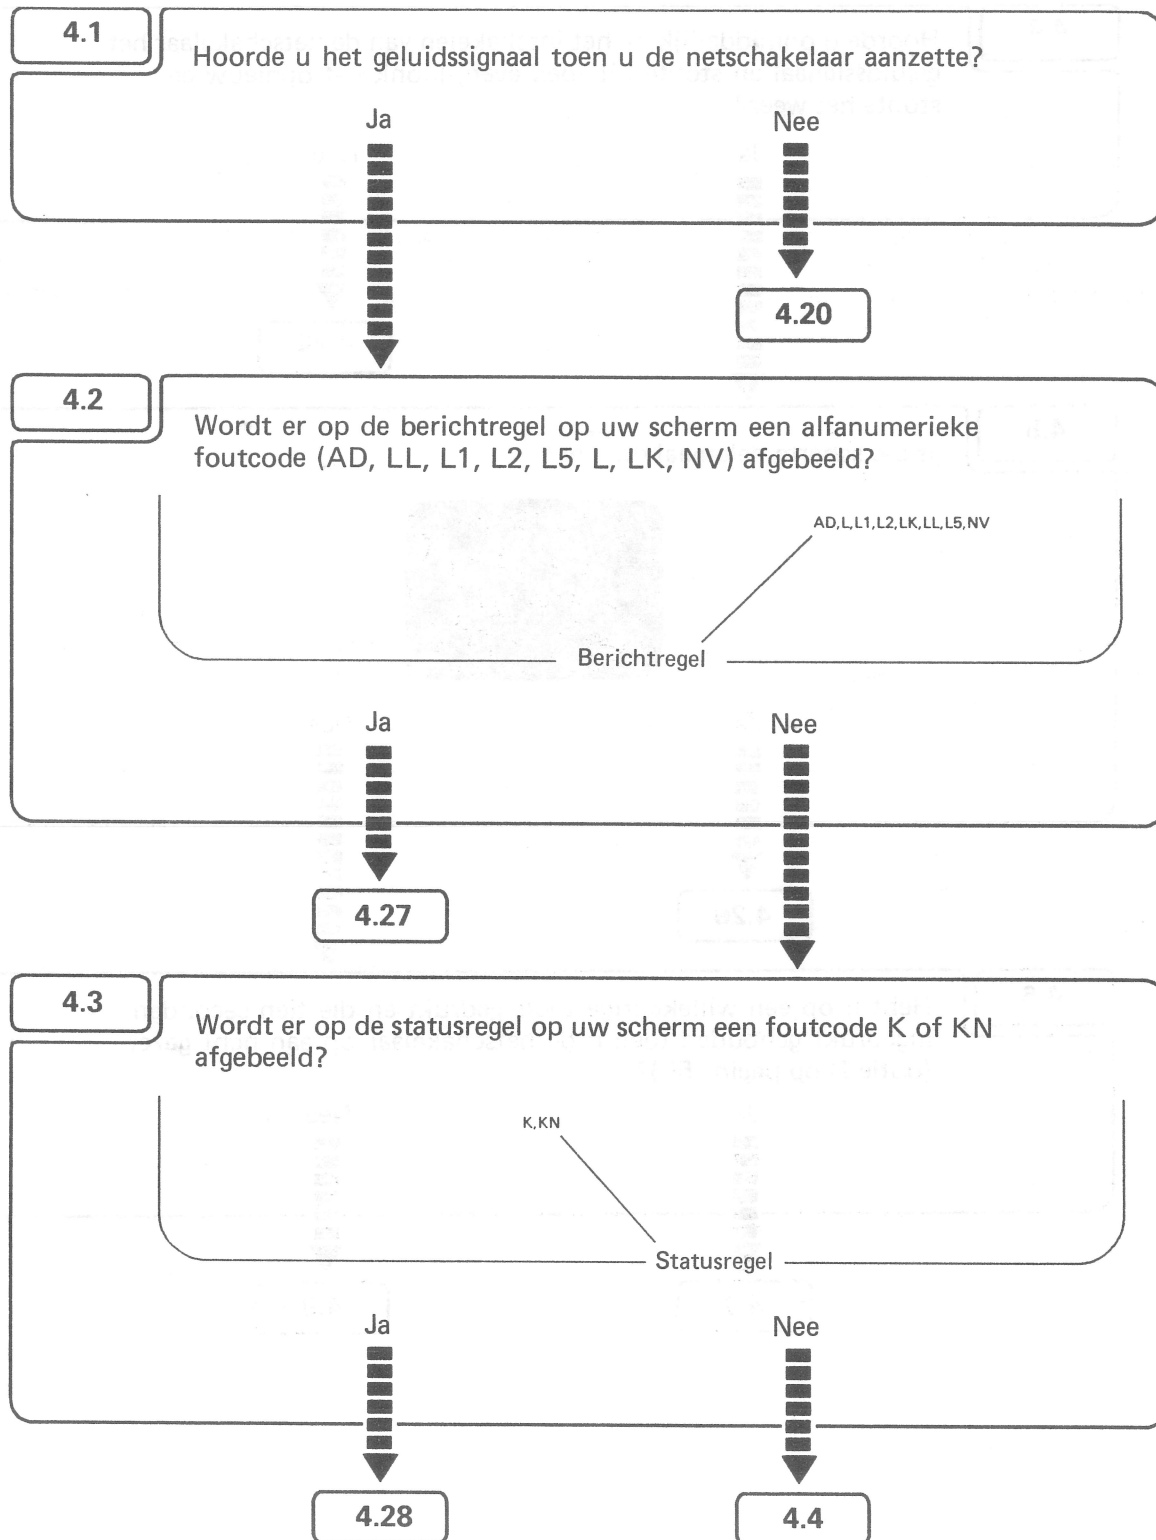 4.1
Hoorde u het geluidssignaal toen u de netschakelaar aanzette?
Ja
Nee
4.20
4.2
Wordt er op de berichtregel op uw scherm een alfanumerieke
foutcode (AD, LL, L1, L2, L5, L, LK, NV) afgebeeld?
AD,L,L1,L2,LK,LL,L5,NV
Berichtregel
Ja
Nee
4.27
4.3
Wordt er op de statusregel op uw scherm een foutcode K of KN
afgebeeld?
K,KN
Statusregel
Ja
Nee
4.28
4.4